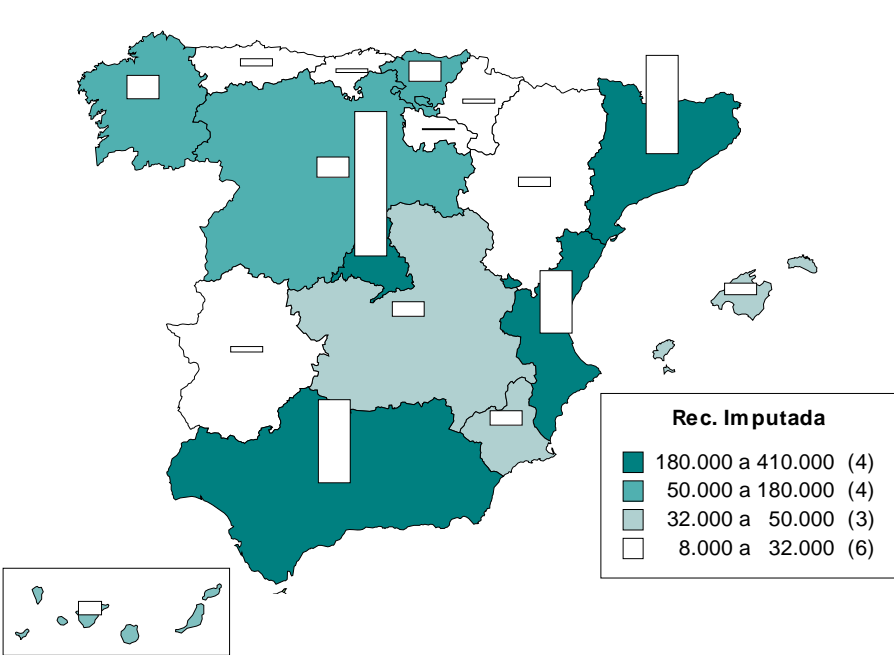 Rec. Imputada
180.000 a 410.000 (4)
50.000 a 180.000 (4)
32.000 a 50.000 (3)
8.000 a 32.000 (6)